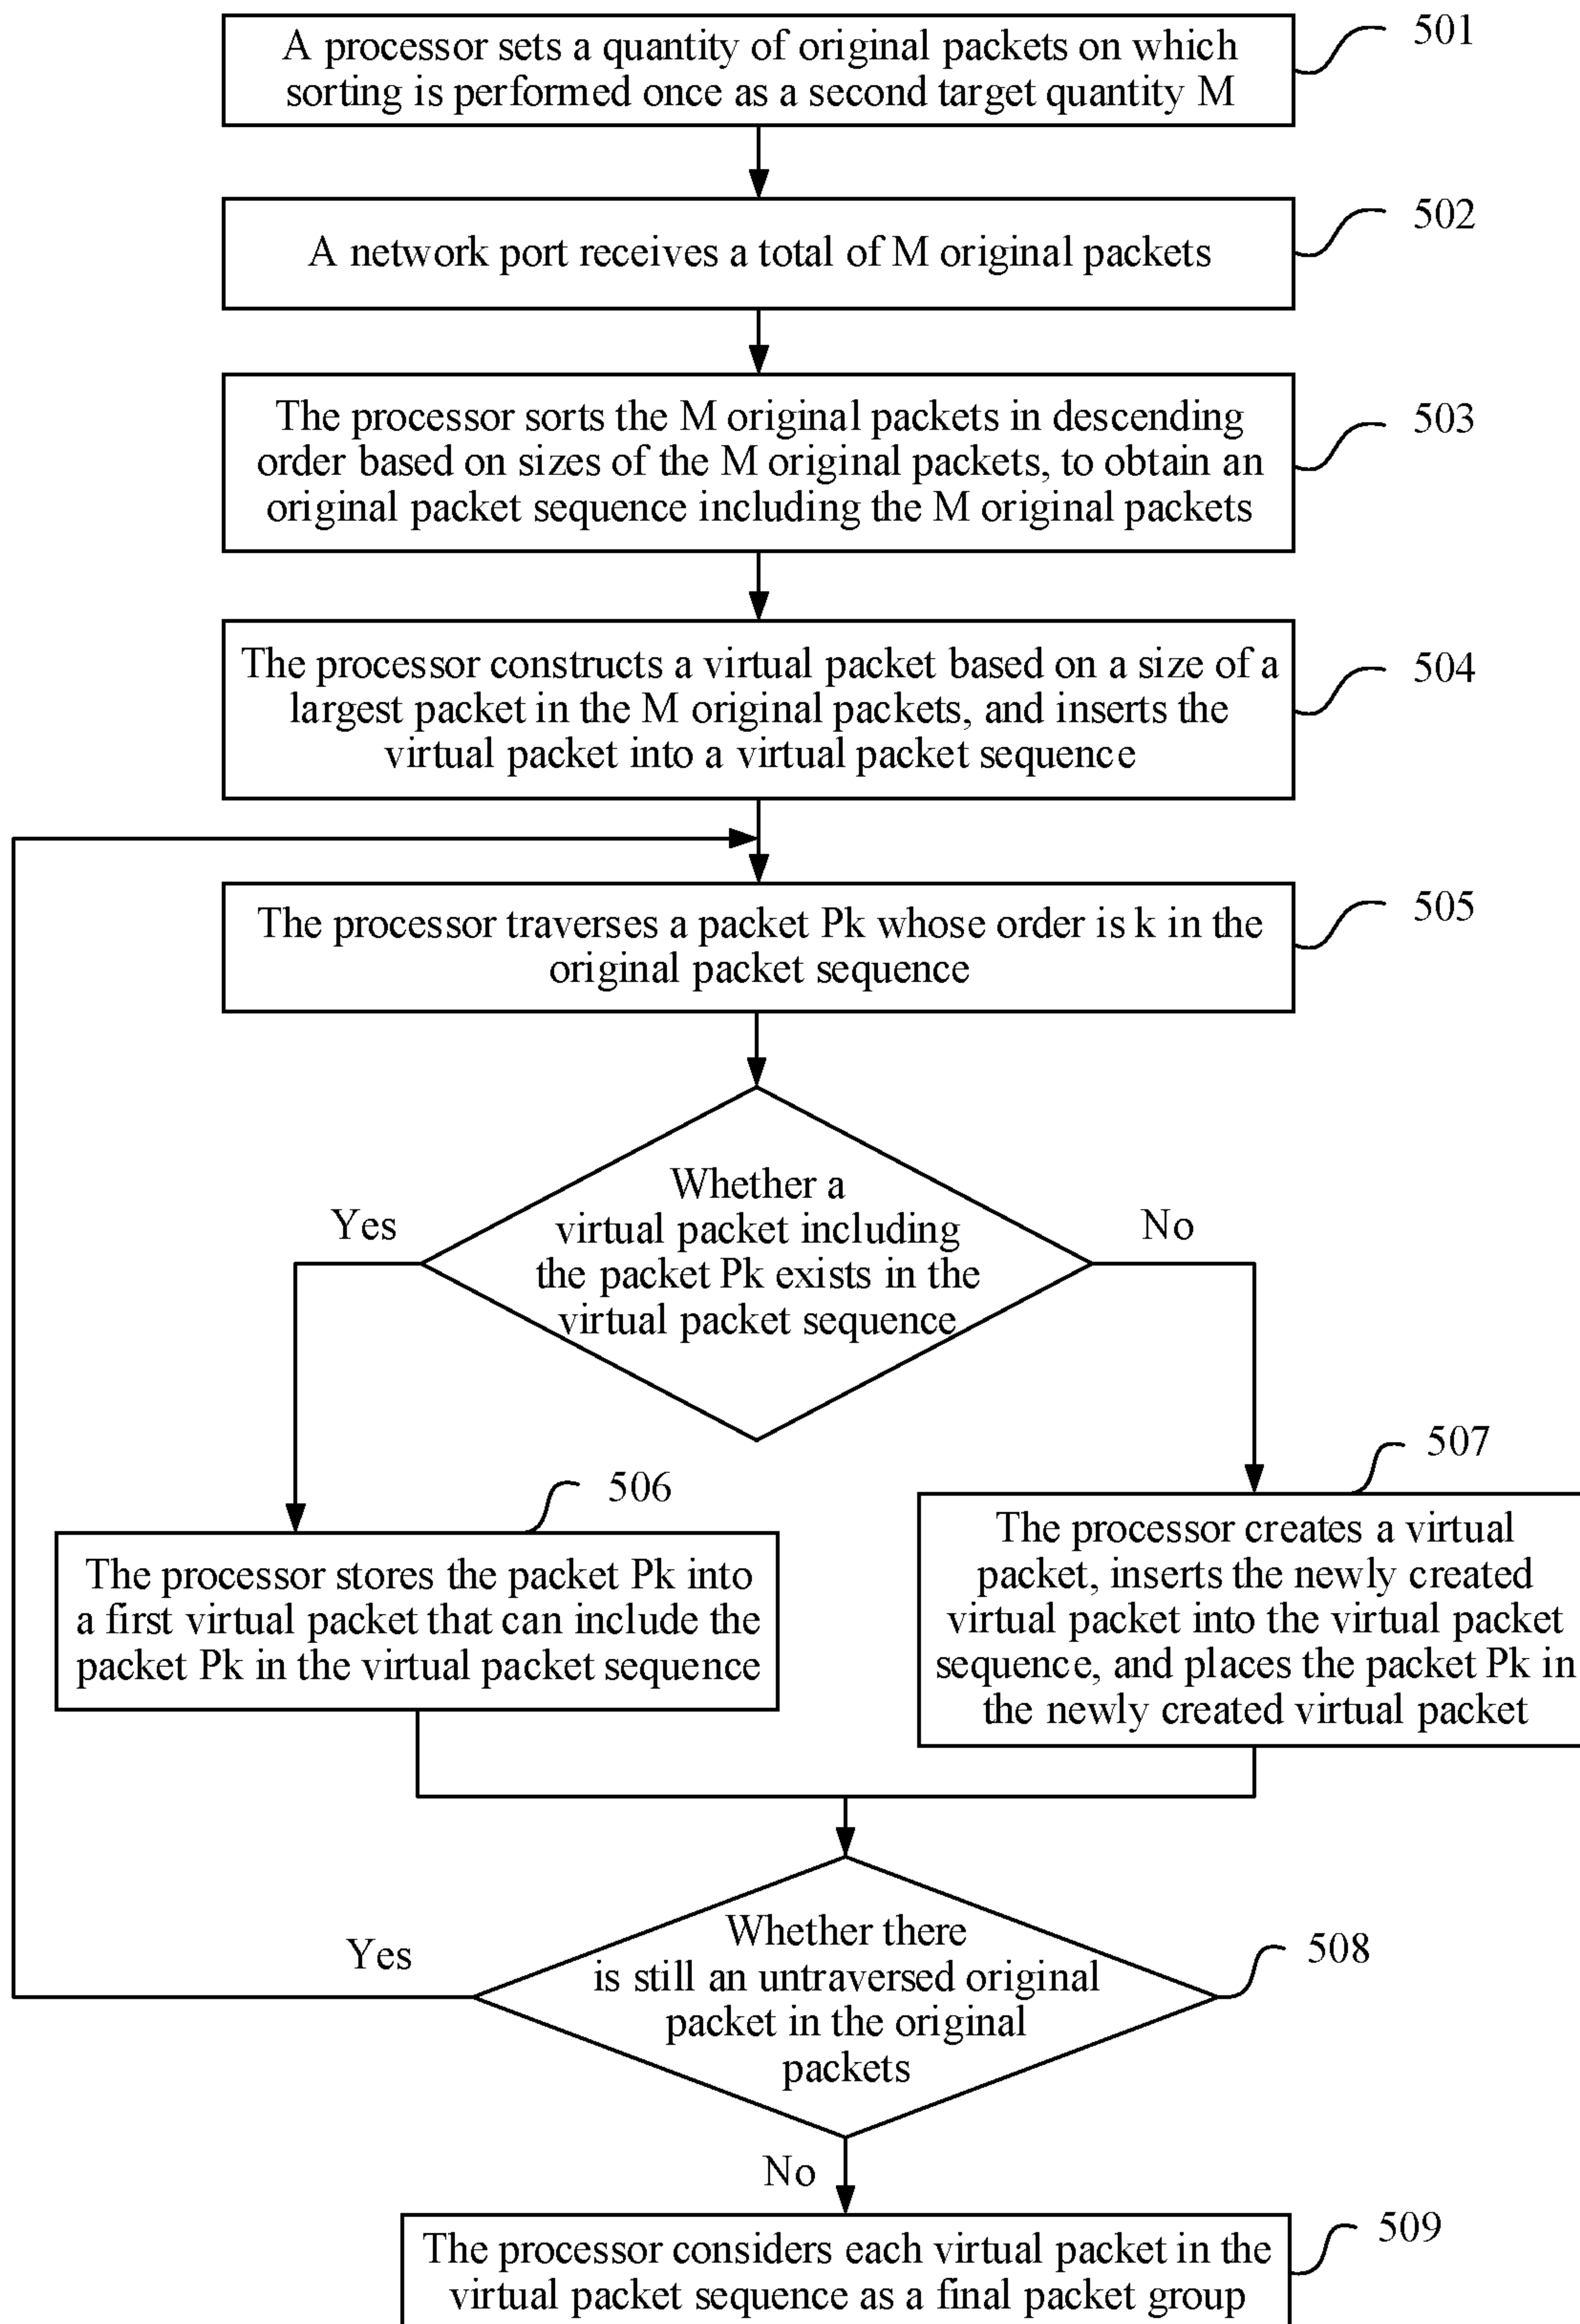 A processor sets a quantity of original packets on which
sorting is performed once as a second target quantity M
501
A network port receives a total of M original packets
502
The processor sorts the M original packets in descending
order based on sizes of the M original packets, to obtain an
original packet sequence including the M original packets
503
The processor constructs a virtual packet based on a size of a
largest packet in the M original packets, and inserts the
virtual packet into a virtual packet sequence
504
The processor traverses a packet Pk whose order is k in the
original packet sequence
505
Whether a
virtual packet including
the packet Pk exists in the
virtual packet sequence
Yes
No
506
The processor stores the packet Pk into
a first virtual packet that can include the
packet Pk in the virtual packet sequence
507
The processor creates a virtual
packet, inserts the newly created
virtual packet into the virtual packet
sequence, and places the packet Pk in
the newly created virtual packet
Whether there
is still an untraversed original
packet in the original
packets
508
Yes
No
The processor considers each virtual packet in the
virtual packet sequence as a final packet group
509